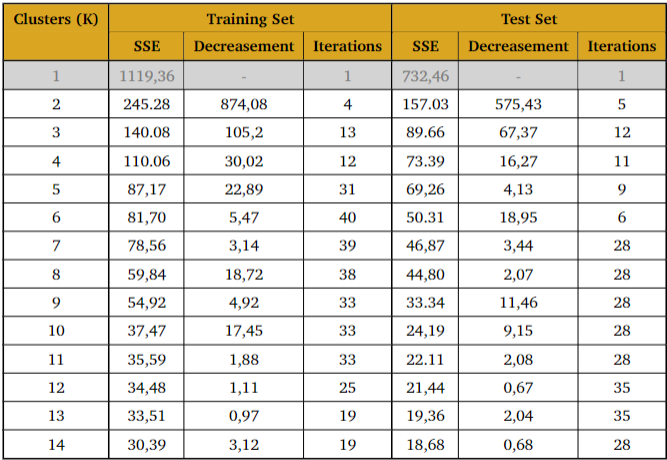 Clusters (K) Training Set Test Set
SSE Decreasement Iterations SSE Decreasement Iterations
1 1119,36 - 1 732,46 - 1
2 245.28 874,08 4 157.03 575,43 5
3 140.08 105,2 13 89.66 67,37 12
4 110.06 30,02 12 73.39 16,27 11
5 87,17 22,89 31 69,26 4,13 9
6 81,70 5,47 40 50.31 18,95 6
7 78,56 3,14 39 46,87 3,44 28
8 59,84 18,72 38 44,80 2,07 28
9 54,92 4,92 33 33.34 11,46 28
10 37,47 17,45 33 24,19 9,15 28
11 35,59 1,88 33 22.11 2,08 28
12 34,48 1,11 25 21,44 0,67 35
13 33,51 0,97 19 19,36 2,04 35
14 30,39 3,12 19 18,68 0,68 28